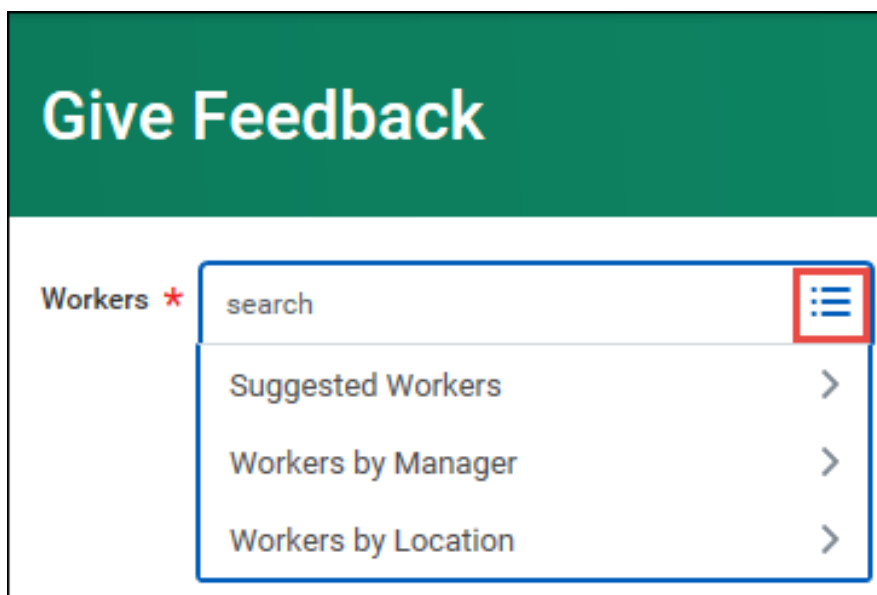 Give Feedback
Workers * search
Suggested Workers
Workers by Manager
Workers by Location